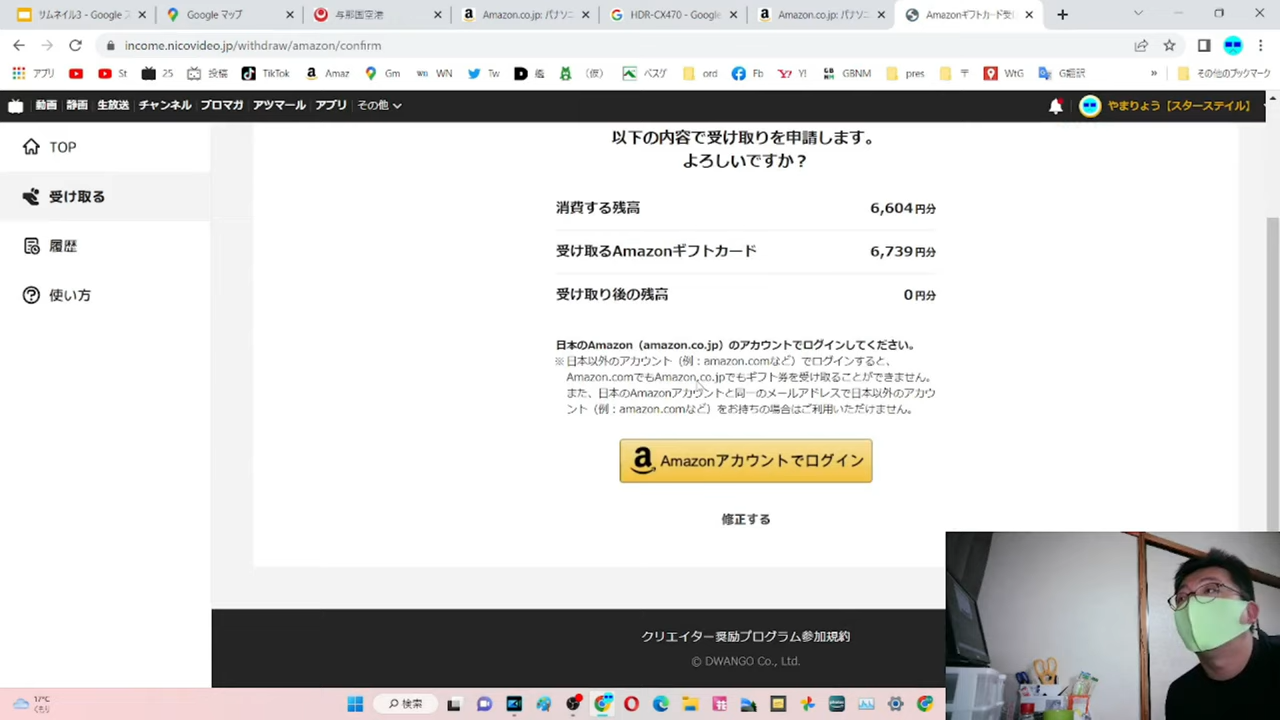 サムネイル3 - Google ス
Google マップ
与那国空港
Amazon.co.jp: パナソニ
HDR-CX470 - Google
Amazon.co.jp: パナソニ
Amazonギフトカード受
income.nicovideo.jp/withdraw/amazon/confirm
アプリ
St
25
投稿
TikTok
Amaz
Gm
WN
Tw
艦
(仮)
ベスゲ
ord
Fb
Y!
GBNM
pres
〒
WtG
G翻訳
»
その他のブックマーク
動画 静画 生放送 チャンネル ブロマガ アツマール アプリ その他
やまりょう【スターステイル】
TOP
受け取る
履歴
使い方
以下の内容で受け取りを申請します。
よろしいですか？
消費する残高 6,604円分
受け取るAmazonギフトカード 6,739円分
受け取り後の残高 0円分
日本のAmazon（amazon.co.jp）のアカウントでログインしてください。
※日本以外のアカウント（例：amazon.comなど）でログインすると、
Amazon.comでもAmazon.co.jpでもギフト券を受け取ることができません。
また、日本のAmazonアカウントと同一のメールアドレスで日本以外のアカウ
ント（例：amazon.comなど）をお持ちの場合はご利用いただけません。
Amazonアカウントでログイン
修正する
クリエイター奨励プログラム参加規約
© DWANGO Co., Ltd.
17℃
くもり
検索